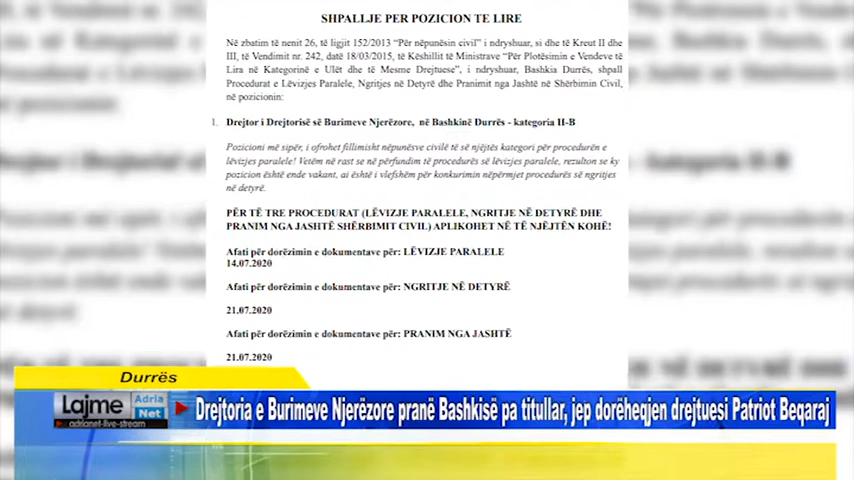 SHPALLJE PER POZICION TE LIRE
Në zbatim të nenit 26, të ligjit 152/2013 “Për nëpunësin civil” i ndryshuar, si dhe të Kreut II dhe
III, të Vendimit nr. 242, datë 18/03/2015, të Këshillit të Ministrave “Për Plotësimin e Vendeve të
Lira në Kategorinë e Ulët dhe të Mesme Drejtuese”, i ndryshuar, Bashkia Durrës, shpall
Procedurat e Lëvizjes Paralele, Ngritjes në Detyrë dhe Pranimit nga Jashtë në Shërbimin Civil,
në pozicionin:
1. Drejtor i Drejtorisë së Burimeve Njerëzore, në Bashkinë Durrës - kategoria II-B
Pozicioni më sipër, i ofrohet fillimisht nëpunësve civilë të së njëjtës kategori për procedurën e
lëvizjes paralele! Vetëm në rast se në përfundim të procedurës së lëvizjes paralele, rezulton se ky
pozicion është ende vakant, ai është i vlefshëm për konkurimin nëpërmjet procedurës së ngritjes
në detyrë.
PËR TË TRE PROCEDURAT (LËVIZJE PARALELE, NGRITJE NË DETYRË DHE
PRANIM NGA JASHTË SHËRBIMIT CIVIL) APLIKOHET NË TË NJËJTËN KOHË!
Afati për dorëzimin e dokumentave për: LËVIZJE PARALELE
14.07.2020
Afati për dorëzimin e dokumentave për: NGRITJE NË DETYRË
21.07.2020
Afati për dorëzimin e dokumentave për: PRANIM NGA JASHTË
21.07.2020
Durrës
Lajme Adria Net
adrianet-live-stream
Drejtoria e Burimeve Njerëzore pranë Bashkisë pa titullar, jep dorëheqjen drejtuesi Patriot Beqaraj